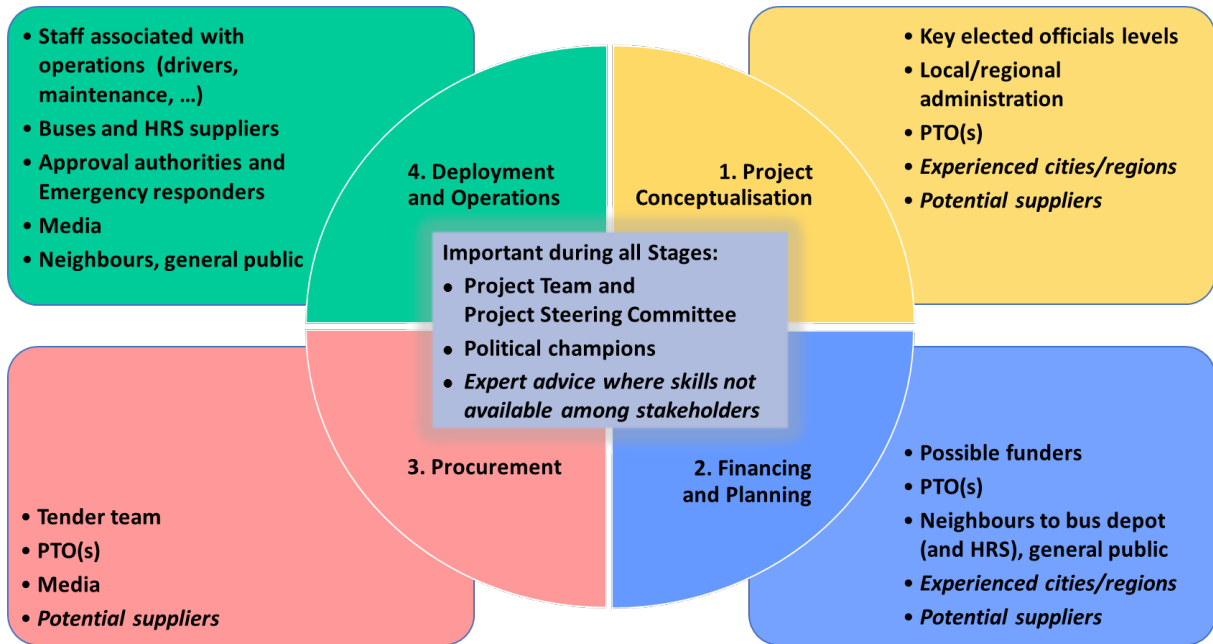 • Staff associated with
operations (drivers,
maintenance, …)
• Buses and HRS suppliers
• Approval authorities and
Emergency responders
• Media
• Neighbours, general public
4. Deployment
and Operations
1. Project
Conceptualisation
• Key elected officials levels
• Local/regional
administration
• PTO(s)
• Experienced cities/regions
• Potential suppliers
Important during all Stages:
• Project Team and
Project Steering Committee
• Political champions
• Expert advice where skills not
available among stakeholders
3. Procurement
• Tender team
• PTO(s)
• Media
• Potential suppliers
2. Financing
and Planning
• Possible funders
• PTO(s)
• Neighbours to bus depot
(and HRS), general public
• Experienced cities/regions
• Potential suppliers